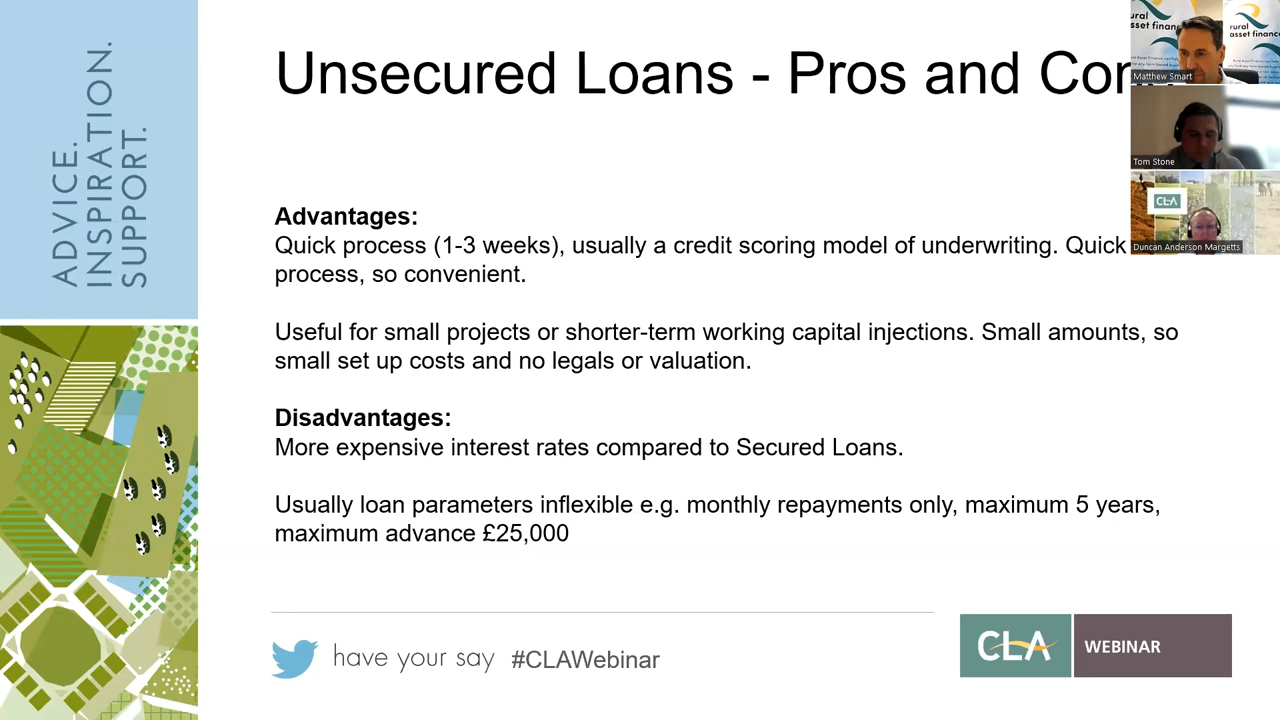 ADVICE.
INSPIRATION.
SUPPORT.
Unsecured Loans - Pros and
rural
asset finance
rural
asset finance
Matthew Smart
Tom Stone
CLA
Duncan Anderson Margetts
Advantages:
Quick process (1-3 weeks), usually a credit scoring model of underwriting. Quick
process, so convenient.
Useful for small projects or shorter-term working capital injections. Small amounts, so
small set up costs and no legals or valuation.
Disadvantages:
More expensive interest rates compared to Secured Loans.
Usually loan parameters inflexible e.g. monthly repayments only, maximum 5 years,
maximum advance £25,000
have your say #CLAWebinar
CLA WEBINAR